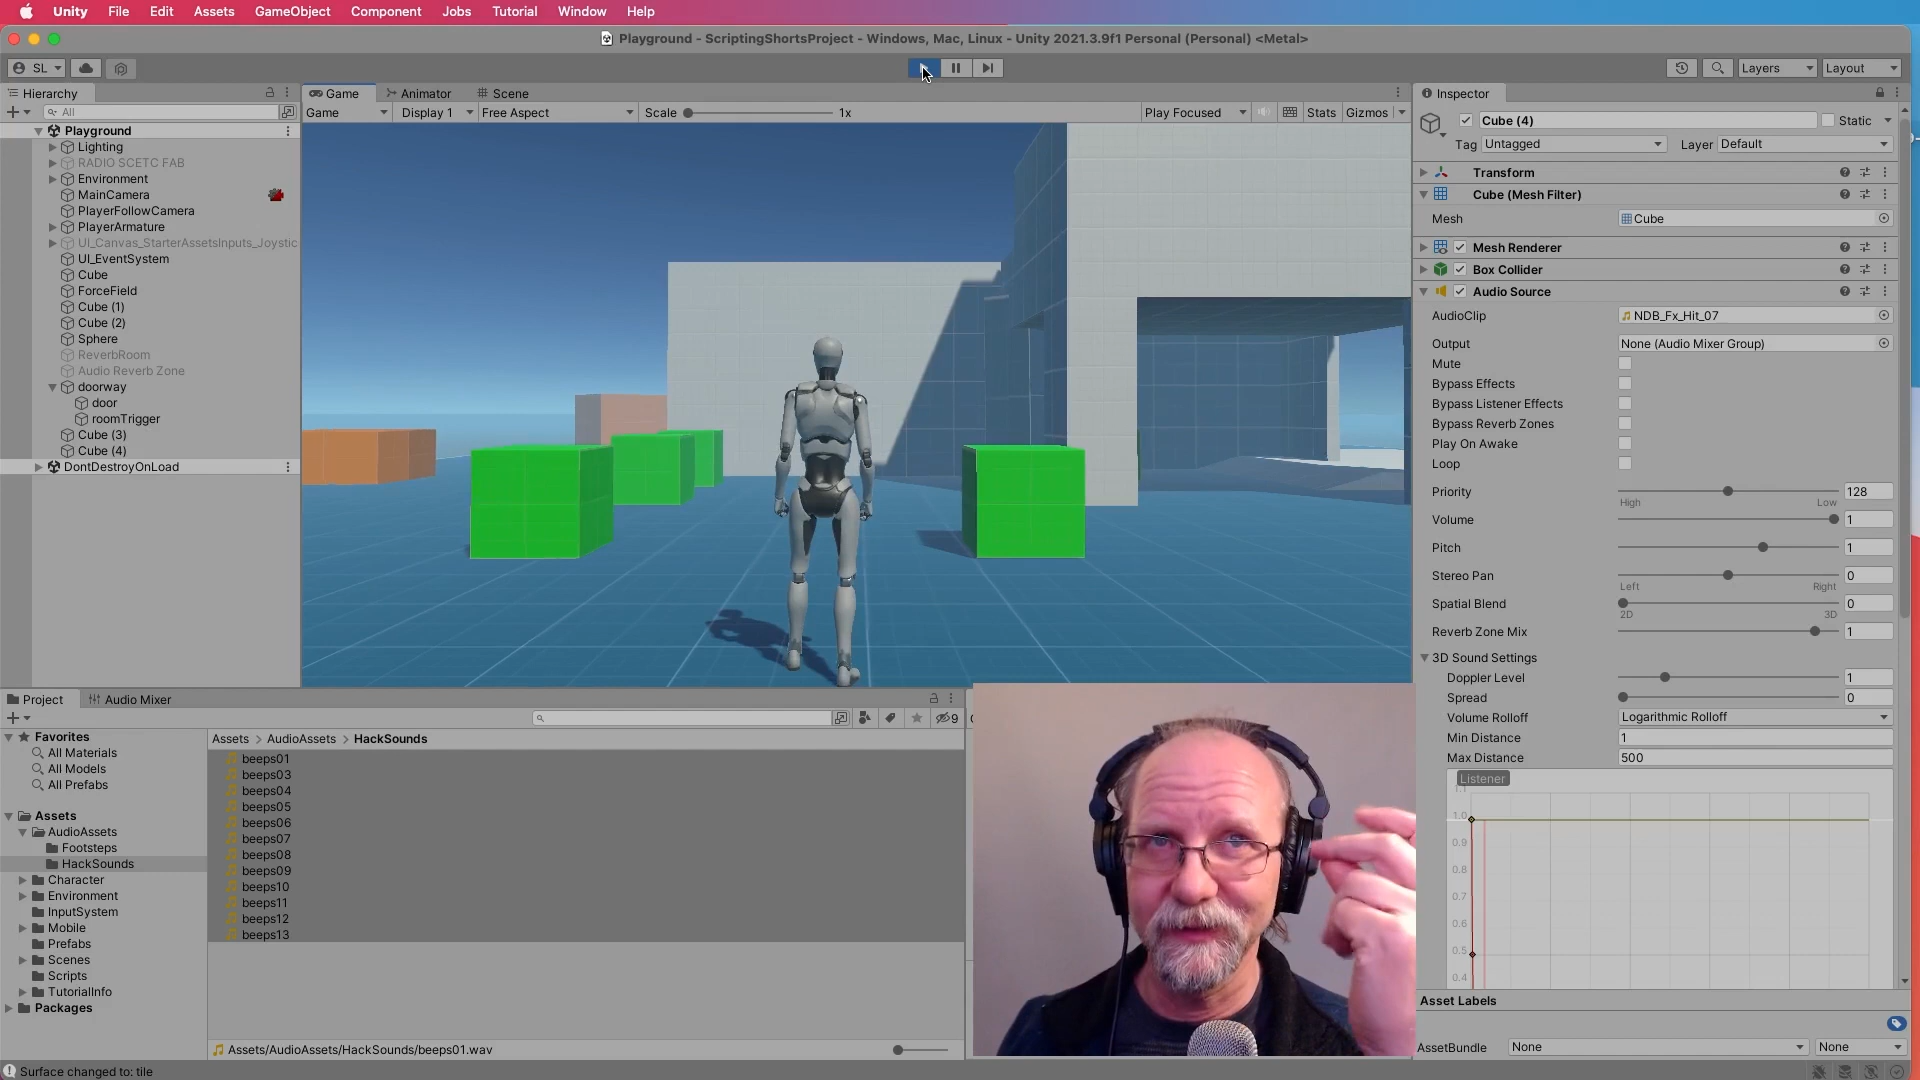 Unity File Edit Assets GameObject Component Jobs Tutorial Window Help
Playground - ScriptingShortsProject - Windows, Mac, Linux - Unity 2021.3.9f1 Personal (Personal) <Metal>
SL Layers Layout
Hierarchy
All
Playground
Lighting
RADIO SCETC FAB
Environment
MainCamera
PlayerFollowCamera
PlayerArmature
UI_Canvas_StarterAssetsInputs_Joystic
UI_EventSystem
Cube
ForceField
Cube (1)
Cube (2)
Sphere
ReverbRoom
Audio Reverb Zone
doorway
door
roomTrigger
Cube (3)
Cube (4)
DontDestroyOnLoad
Game Animator Scene
Game Display 1 Free Aspect Scale 1x Play Focused Stats Gizmos
Inspector
Cube (4) Static
Tag Untagged Layer Default
Transform
Cube (Mesh Filter)
Mesh Cube
Mesh Renderer
Box Collider
Audio Source
AudioClip NDB_Fx_Hit_07
Output None (Audio Mixer Group)
Mute
Bypass Effects
Bypass Listener Effects
Bypass Reverb Zones
Play On Awake
Loop
Priority 128
High Low
Volume 1
Pitch 1
Stereo Pan 0
Left Right
Spatial Blend 0
2D 3D
Reverb Zone Mix 1
3D Sound Settings
Doppler Level 1
Spread 0
Volume Rolloff Logarithmic Rolloff
Min Distance 1
Max Distance 500
Listener
1.1
1.0
0.9
0.8
0.7
0.6
0.5
0.4
Asset Labels
AssetBundle None None
Project Audio Mixer
9
Favorites
All Materials
All Models
All Prefabs
Assets
AudioAssets
Footsteps
HackSounds
Character
Environment
InputSystem
Mobile
Prefabs
Scenes
Scripts
TutorialInfo
Packages
Assets > AudioAssets > HackSounds
beeps01
beeps03
beeps04
beeps05
beeps06
beeps07
beeps08
beeps09
beeps10
beeps11
beeps12
beeps13
Assets/AudioAssets/HackSounds/beeps01.wav
Surface changed to: tile